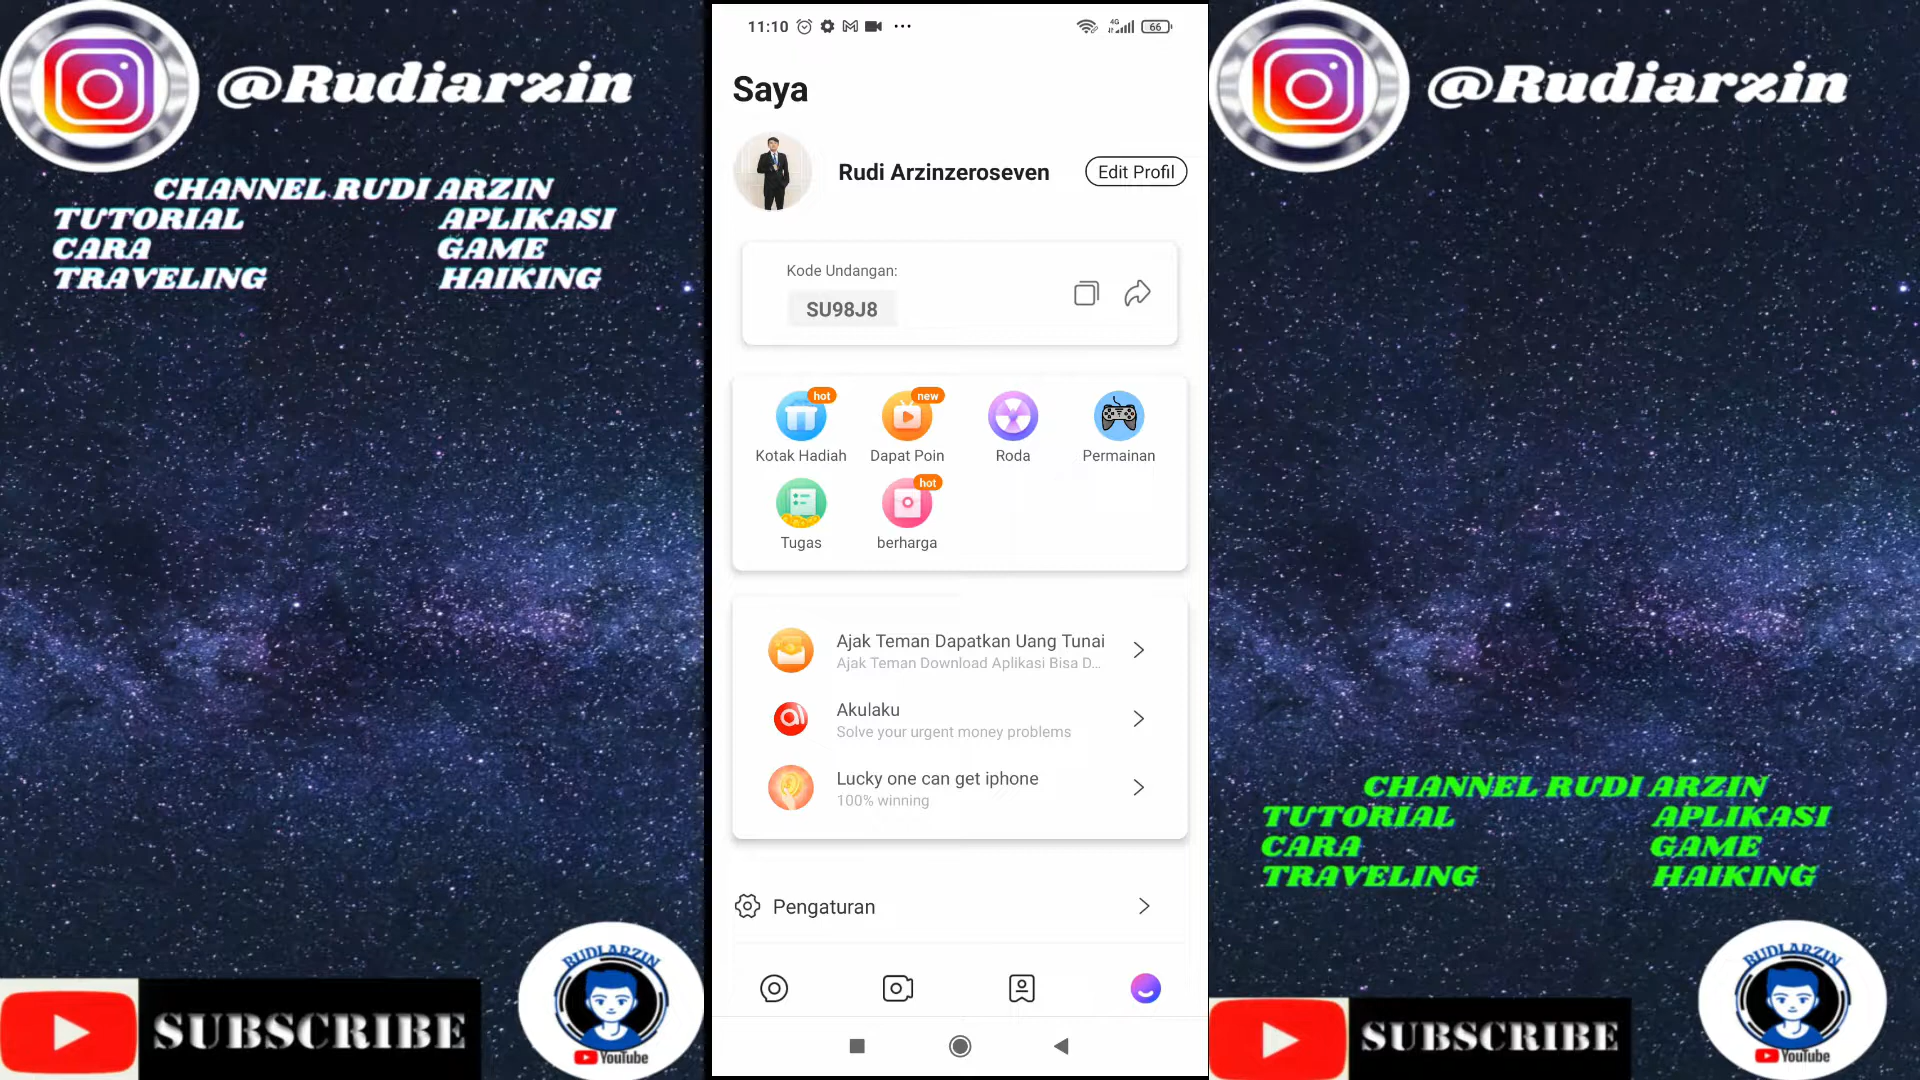 @Rudiarzin
CHANNEL RUDI ARZIN
TUTORIAL APLIKASI
CARA GAME
TRAVELING HAIKING
SUBSCRIBE
RUDI ARZIN
YouTube
11:10
4G
66
Saya
Rudi Arzinzeroseven
Edit Profil
Kode Undangan:
SU98J8
hot
new
Kotak Hadiah
Dapat Poin
Roda
Permainan
hot
Tugas
berharga
Ajak Teman Dapatkan Uang Tunai
Ajak Teman Download Aplikasi Bisa D...
Akulaku
Solve your urgent money problems
Lucky one can get iphone
100% winning
Pengaturan
@Rudiarzin
CHANNEL RUDI ARZIN
TUTORIAL APLIKASI
CARA GAME
TRAVELING HAIKING
SUBSCRIBE
RUDI ARZIN
YouTube